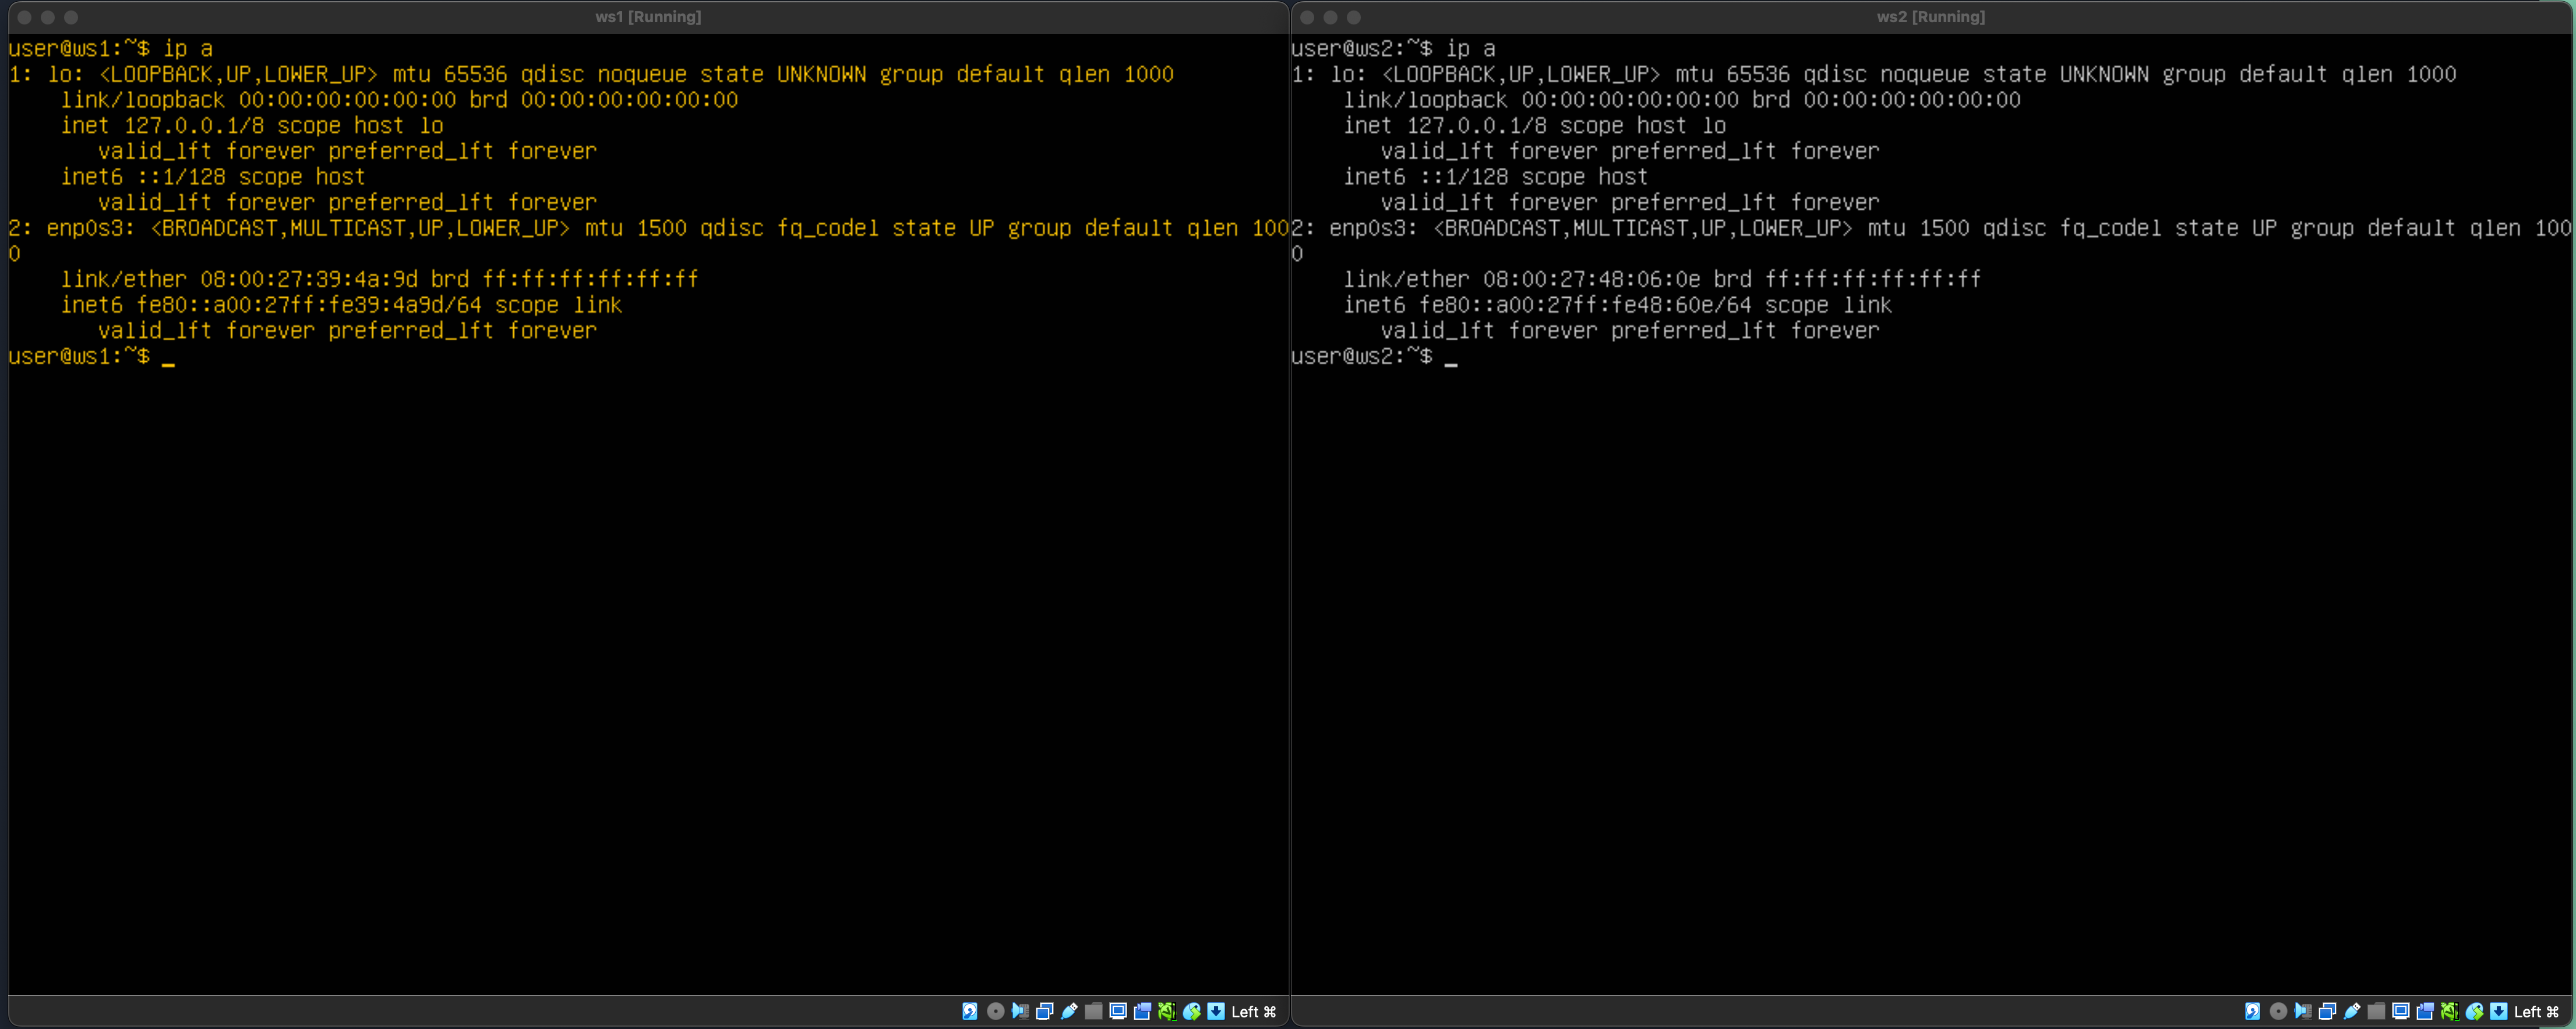 ws1 [Running]
user@ws1:~$ ip a
1: lo: <LOOPBACK,UP,LOWER_UP> mtu 65536 qdisc noqueue state UNKNOWN group default qlen 1000
    link/loopback 00:00:00:00:00:00 brd 00:00:00:00:00:00
    inet 127.0.0.1/8 scope host lo
       valid_lft forever preferred_lft forever
    inet6 ::1/128 scope host
       valid_lft forever preferred_lft forever
2: enp0s3: <BROADCAST,MULTICAST,UP,LOWER_UP> mtu 1500 qdisc fq_codel state UP group default qlen 100
0
    link/ether 08:00:27:39:4a:9d brd ff:ff:ff:ff:ff:ff
    inet6 fe80::a00:27ff:fe39:4a9d/64 scope link
       valid_lft forever preferred_lft forever
user@ws1:~$ _
Left ⌘
ws2 [Running]
user@ws2:~$ ip a
1: lo: <LOOPBACK,UP,LOWER_UP> mtu 65536 qdisc noqueue state UNKNOWN group default qlen 1000
    link/loopback 00:00:00:00:00:00 brd 00:00:00:00:00:00
    inet 127.0.0.1/8 scope host lo
       valid_lft forever preferred_lft forever
    inet6 ::1/128 scope host
       valid_lft forever preferred_lft forever
2: enp0s3: <BROADCAST,MULTICAST,UP,LOWER_UP> mtu 1500 qdisc fq_codel state UP group default qlen 100
0
    link/ether 08:00:27:48:06:0e brd ff:ff:ff:ff:ff:ff
    inet6 fe80::a00:27ff:fe48:60e/64 scope link
       valid_lft forever preferred_lft forever
user@ws2:~$ _
Left ⌘